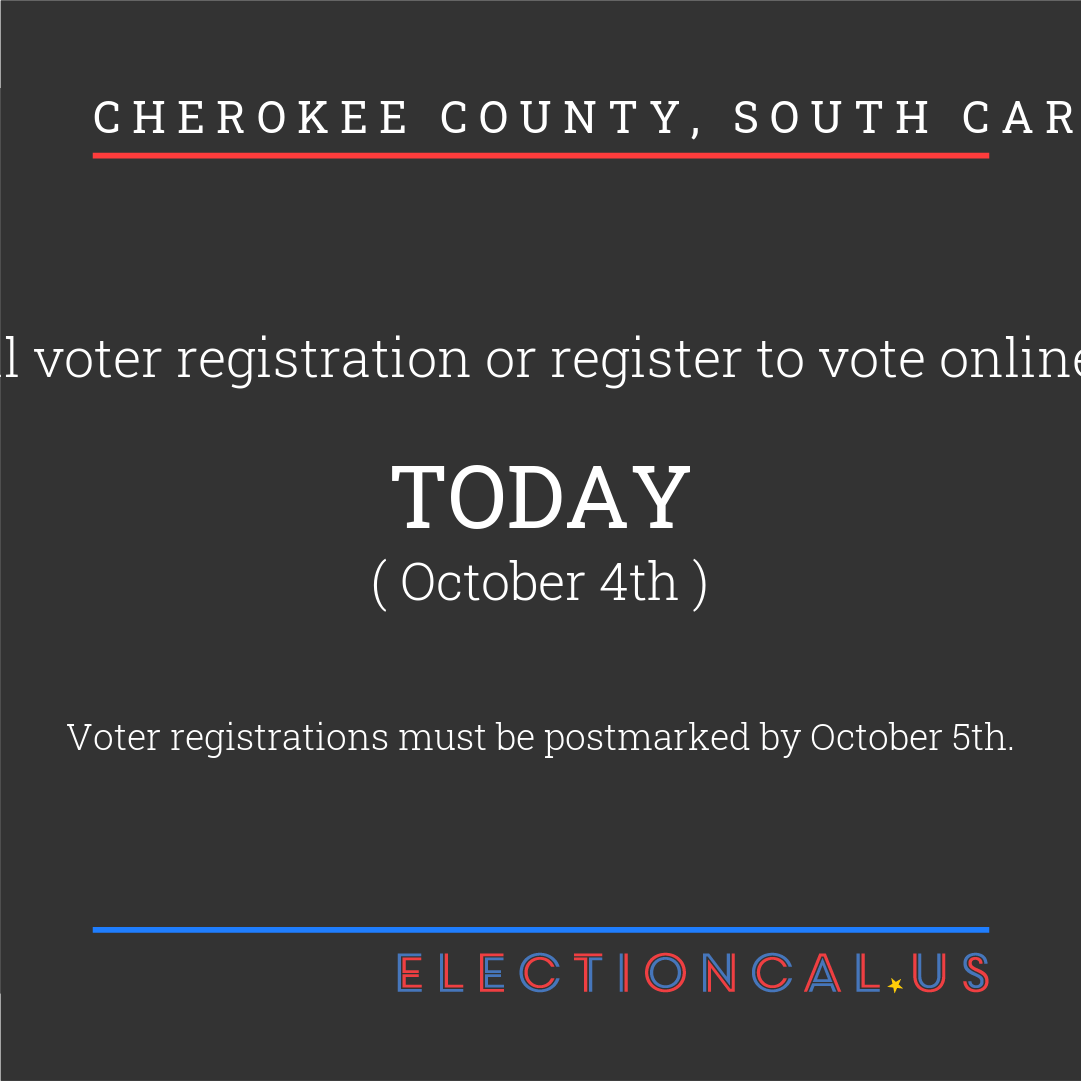 CHEROKEE COUNTY, SOUTH CAR
l voter registration or register to vote online
TODAY
( October 4th )
Voter registrations must be postmarked by October 5th.
ELECTIONCAL.US